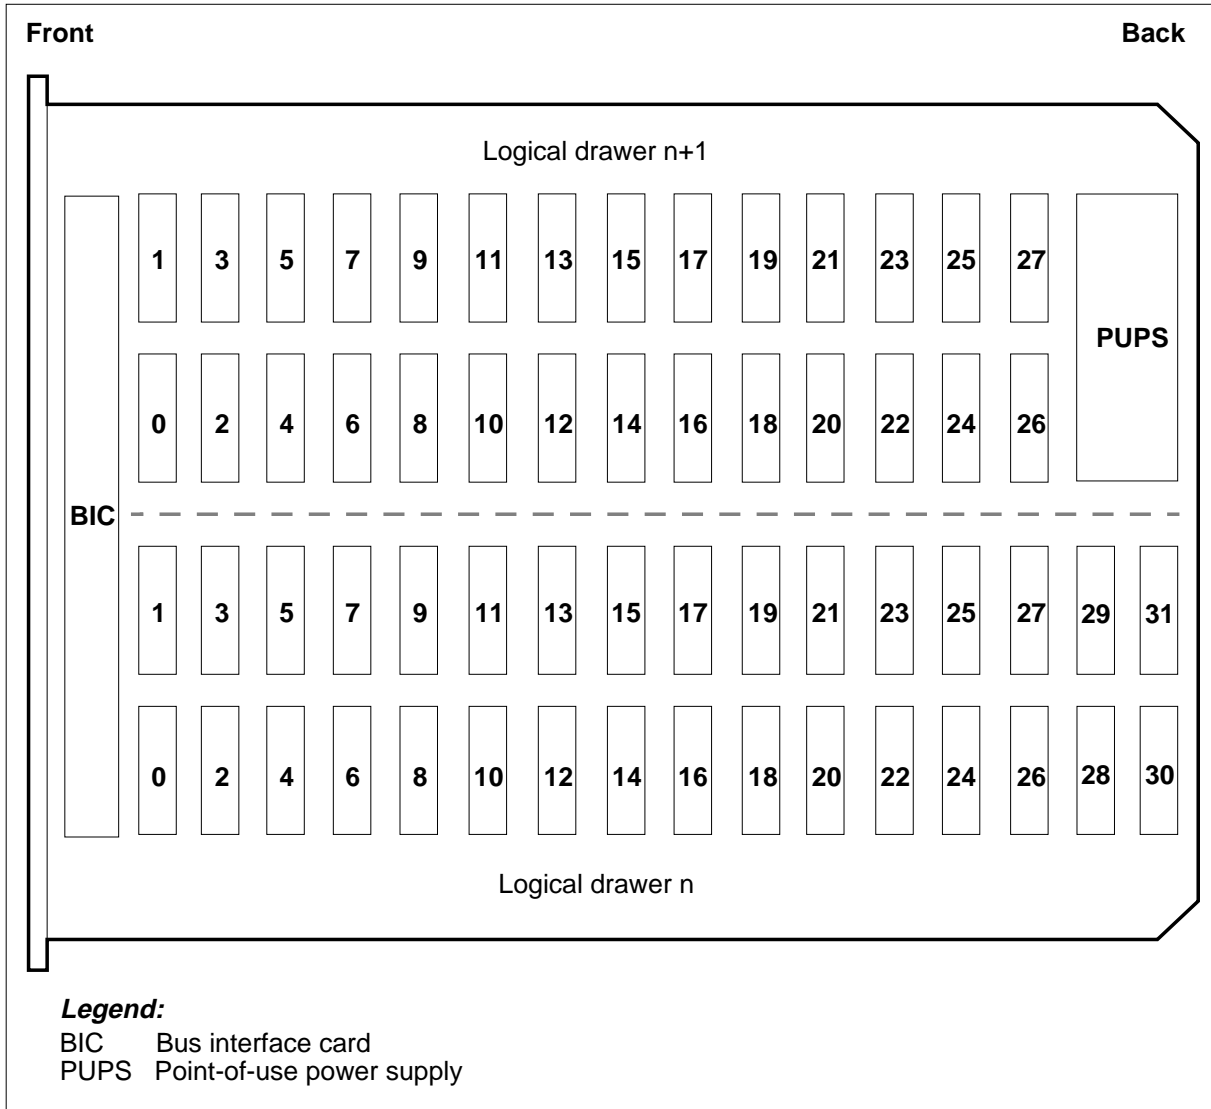 Front Back
Logical drawer n+1
1 3 5 7 9 11 13 15 17 19 21 23 25 27
PUPS
0 2 4 6 8 10 12 14 16 18 20 22 24 26
BIC
1 3 5 7 9 11 13 15 17 19 21 23 25 27 29 31
0 2 4 6 8 10 12 14 16 18 20 22 24 26 28 30
Logical drawer n
Legend:
BIC Bus interface card
PUPS Point-of-use power supply